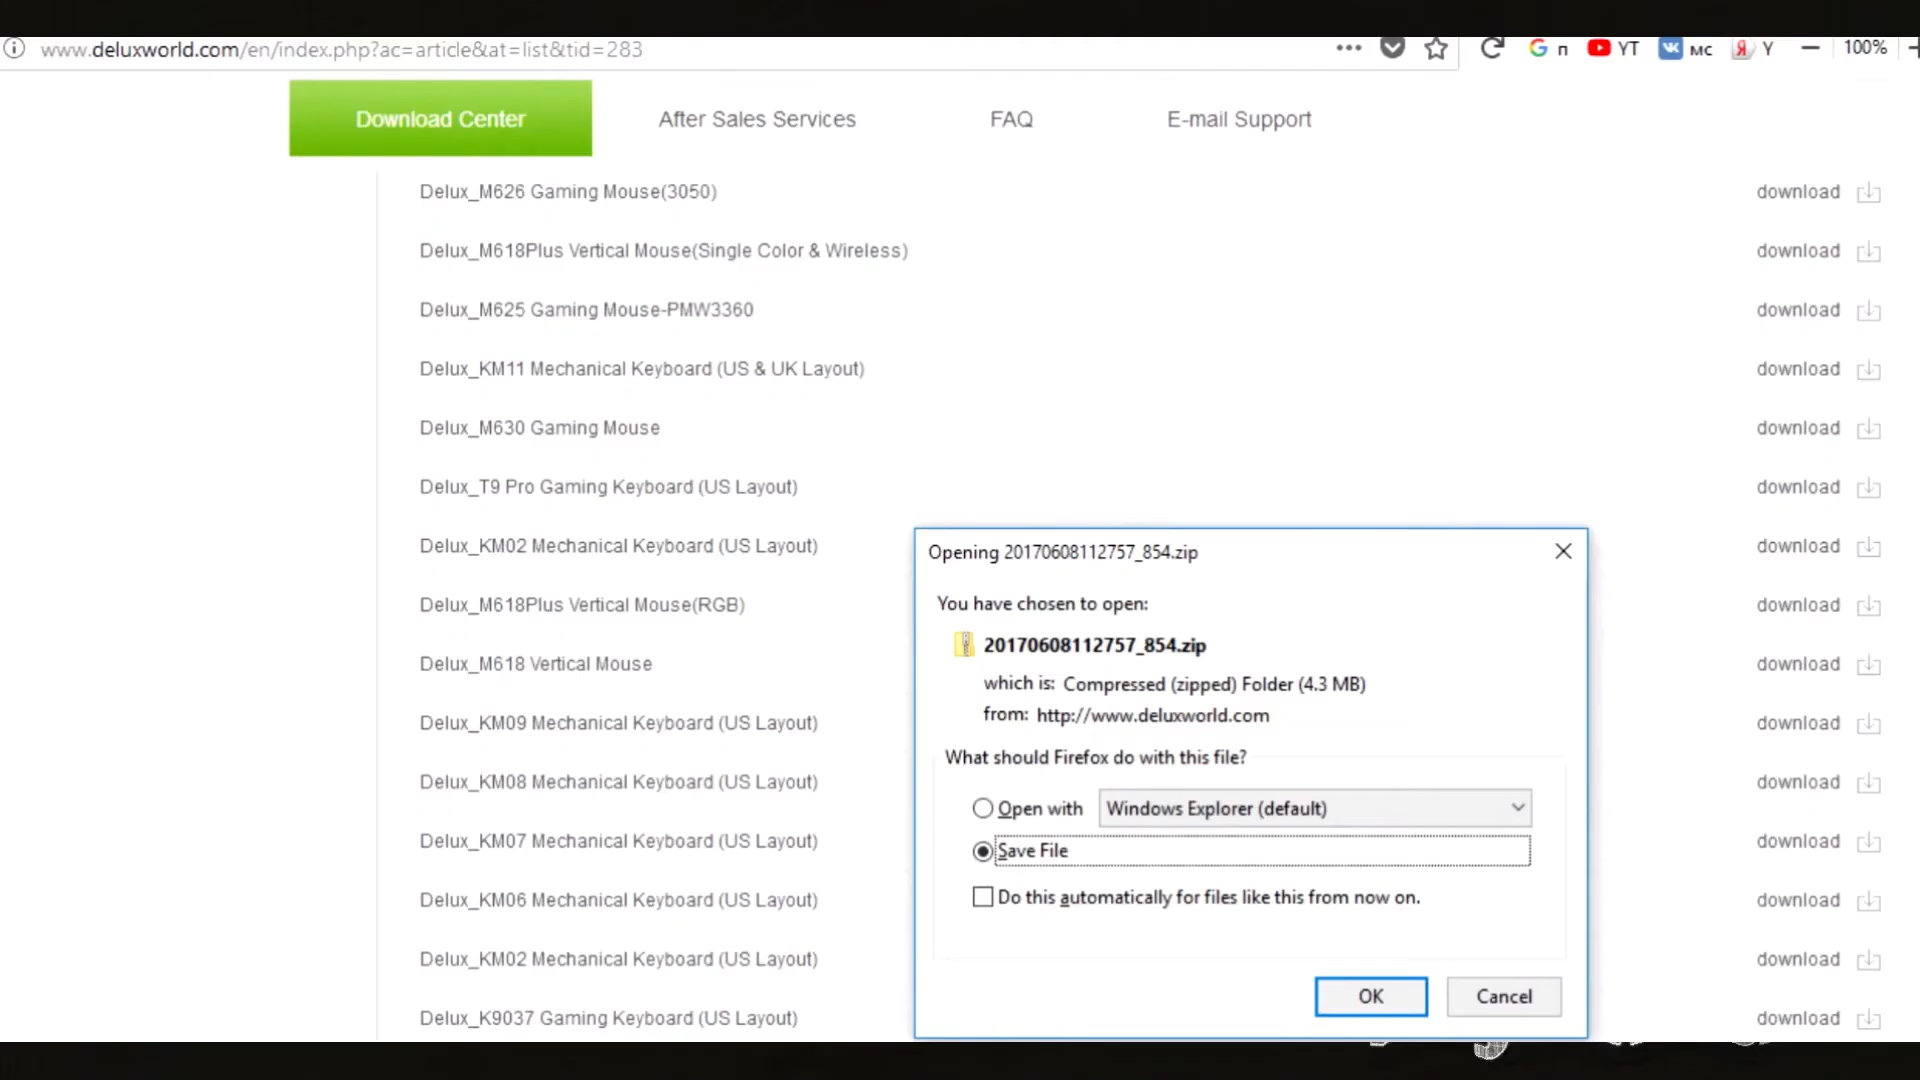 www.deluxworld.com/en/index.php?ac=article&at=list&tid=283
G п YT мс Y 100%
Download Center After Sales Services FAQ E-mail Support
Delux_M626 Gaming Mouse(3050) download
Delux_M618Plus Vertical Mouse(Single Color & Wireless) download
Delux_M625 Gaming Mouse-PMW3360 download
Delux_KM11 Mechanical Keyboard (US & UK Layout) download
Delux_M630 Gaming Mouse download
Delux_T9 Pro Gaming Keyboard (US Layout) download
Delux_KM02 Mechanical Keyboard (US Layout) download
Delux_M618Plus Vertical Mouse(RGB) download
Delux_M618 Vertical Mouse download
Delux_KM09 Mechanical Keyboard (US Layout) download
Delux_KM08 Mechanical Keyboard (US Layout) download
Delux_KM07 Mechanical Keyboard (US Layout) download
Delux_KM06 Mechanical Keyboard (US Layout) download
Delux_KM02 Mechanical Keyboard (US Layout) download
Delux_K9037 Gaming Keyboard (US Layout) download
Opening 20170608112757_854.zip
You have chosen to open:
20170608112757_854.zip
which is: Compressed (zipped) Folder (4.3 MB)
from: http://www.deluxworld.com
What should Firefox do with this file?
Open with Windows Explorer (default)
Save File
Do this automatically for files like this from now on.
OK Cancel